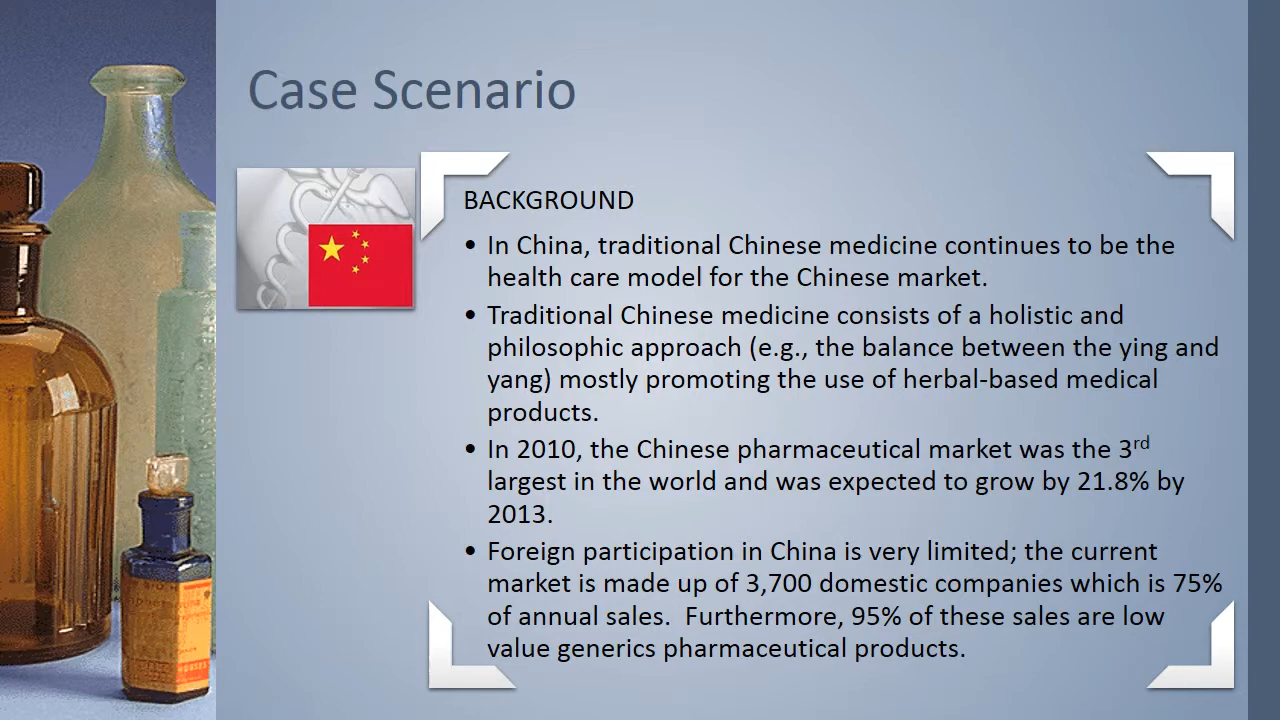 Case Scenario
BACKGROUND
• In China, traditional Chinese medicine continues to be the
health care model for the Chinese market.
• Traditional Chinese medicine consists of a holistic and
philosophic approach (e.g., the balance between the ying and
yang) mostly promoting the use of herbal-based medical
products.
• In 2010, the Chinese pharmaceutical market was the 3rd
largest in the world and was expected to grow by 21.8% by
2013.
• Foreign participation in China is very limited; the current
market is made up of 3,700 domestic companies which is 75%
of annual sales.  Furthermore, 95% of these sales are low
value generics pharmaceutical products.